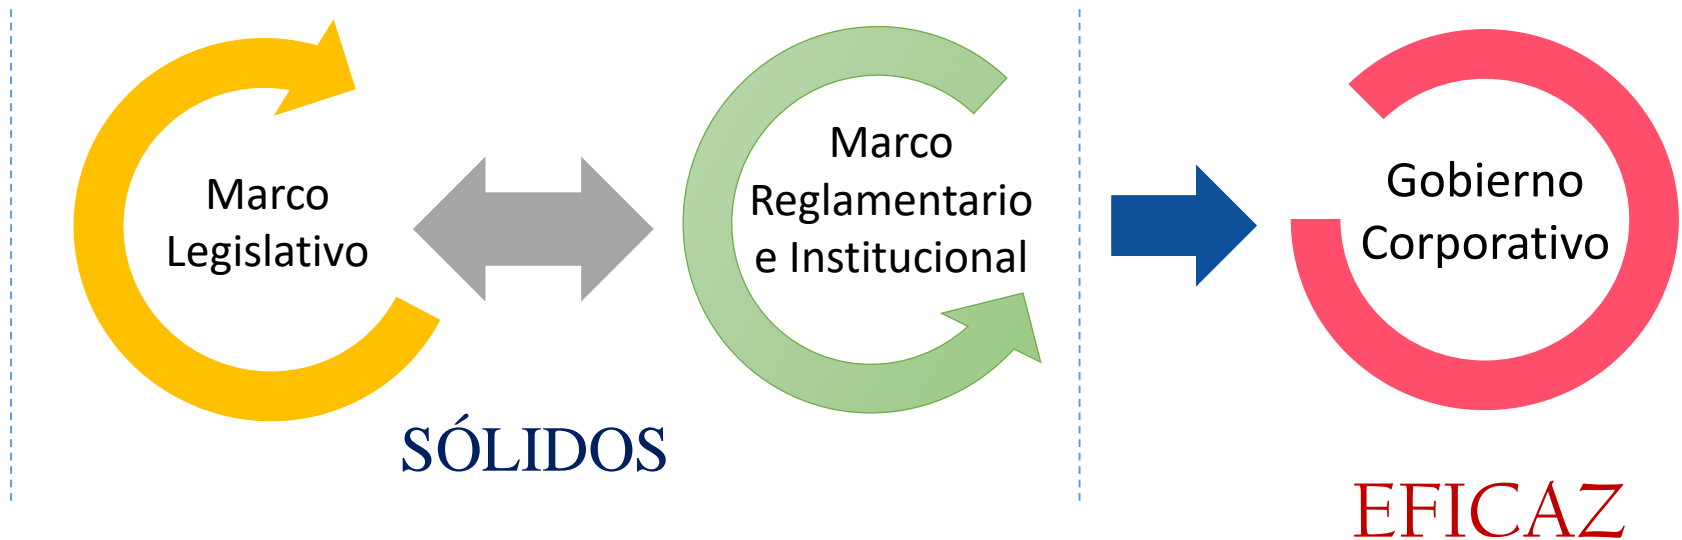 Marco
Legislativo
Marco
Reglamentario
e Institucional
Gobierno
Corporativo
SÓLIDOS
EFICAZ